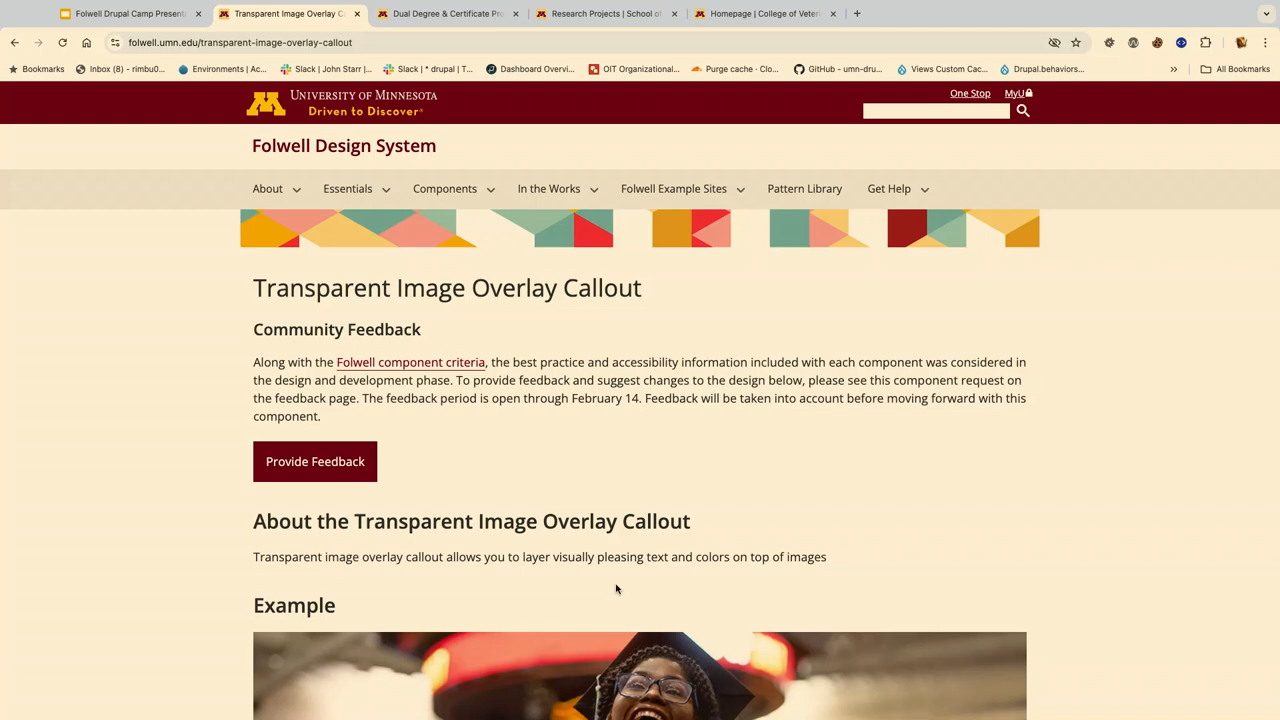 Folwell Drupal Camp Present
Transparent Image Overlay C
Dual Degree & Certificate Pr
Research Projects | School of
Homepage | College of Veter
folwell.umn.edu/transparent-image-overlay-callout
Bookmarks
Inbox (8) - rimbu0...
Environments | Ac...
Slack | John Starr |...
Slack | * drupal | T...
Dashboard Overvi...
OIT Organizational...
Purge cache · Clo...
GitHub - umn-dru...
Views Custom Cac...
Drupal.behaviors...
»
All Bookmarks
University of Minnesota
Driven to Discover®
One Stop
MyU
Folwell Design System
About
Essentials
Components
In the Works
Folwell Example Sites
Pattern Library
Get Help
Transparent Image Overlay Callout
Community Feedback
Along with the Folwell component criteria, the best practice and accessibility information included with each component was considered in
the design and development phase. To provide feedback and suggest changes to the design below, please see this component request on
the feedback page. The feedback period is open through February 14. Feedback will be taken into account before moving forward with this
component.
Provide Feedback
About the Transparent Image Overlay Callout
Transparent image overlay callout allows you to layer visually pleasing text and colors on top of images
Example